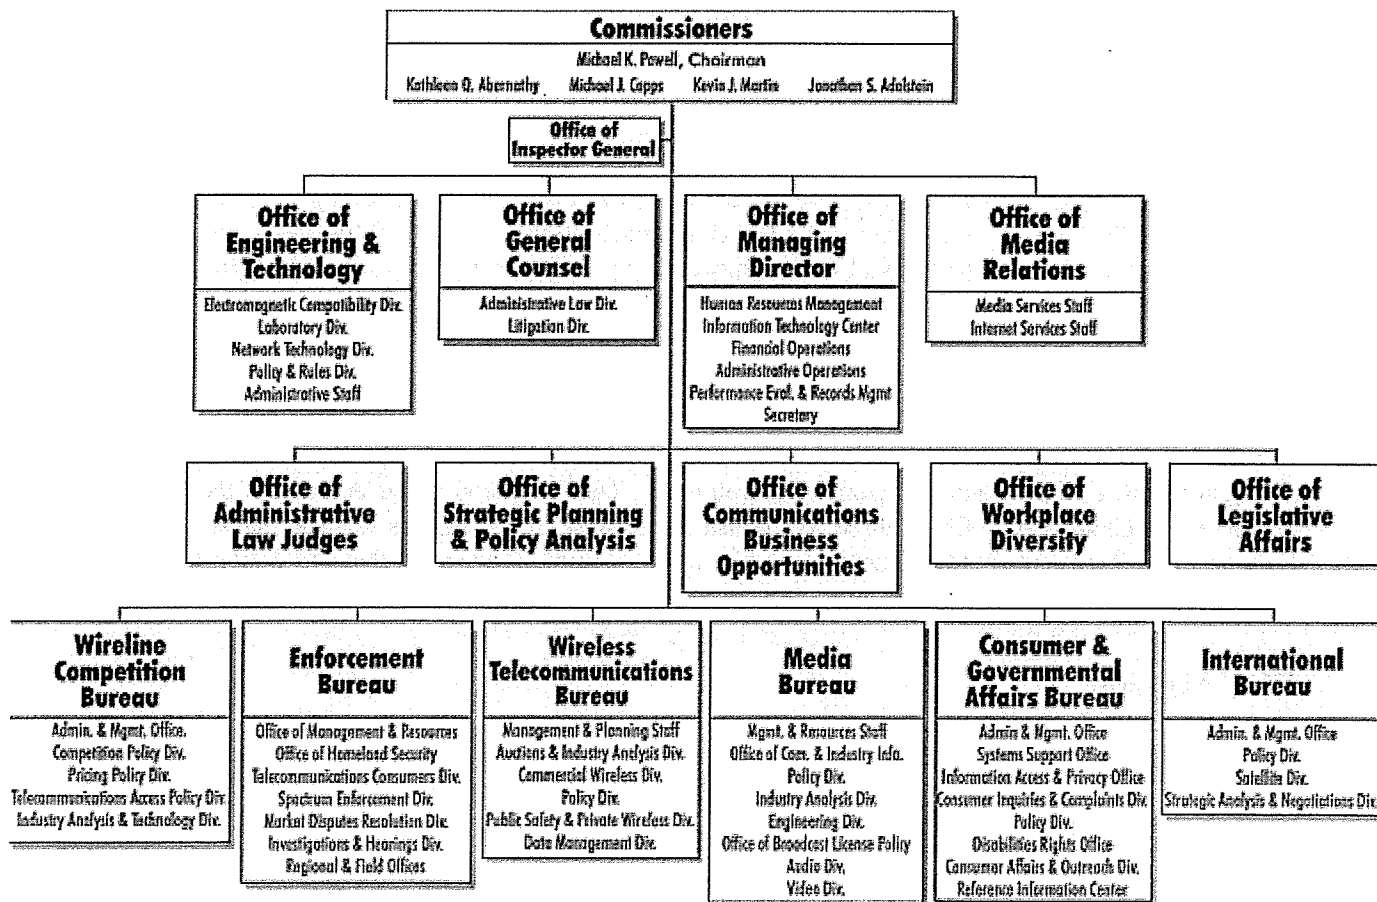 Commissioners
Michael K. Powell, Chairman
Kathleen Q. Abernathy Michael J. Copps Kevin J. Martin Jonathan S. Adelstein
Office of
Inspector General
Office of
Engineering &
Technology
Electromagnetic Compatibility Div.
Laboratory Div.
Network Technology Div.
Policy & Rules Div.
Administrative Staff
Office of
General
Counsel
Administrative Law Div.
Litigation Div.
Office of
Managing
Director
Human Resources Management
Information Technology Center
Financial Operations
Administrative Operations
Performance Eval. & Records Mgmt
Secretary
Office of
Media
Relations
Media Services Staff
Internet Services Staff
Office of
Administrative
Law Judges
Office of
Strategic Planning
& Policy Analysis
Office of
Communications
Business
Opportunities
Office of
Workplace
Diversity
Office of
Legislative
Affairs
Wireline
Competition
Bureau
Admin. & Mgmt. Office.
Competition Policy Div.
Pricing Policy Div.
Telecommunications Access Policy Div.
Industry Analysis & Technology Div.
Enforcement
Bureau
Office of Management & Resources
Office of Homeland Security
Telecommunications Consumers Div.
Spectrum Enforcement Div.
Market Disputes Resolution Div.
Investigations & Hearings Div.
Regional & Field Offices
Wireless
Telecommunications
Bureau
Management & Planning Staff
Auctions & Industry Analysis Div.
Commercial Wireless Div.
Policy Div.
Public Safety & Private Wireless Div.
Data Management Div.
Media
Bureau
Mgmt. & Resources Staff
Office of Com. & Industry Info.
Policy Div.
Industry Analysis Div.
Engineering Div.
Office of Broadcast License Policy
Audio Div.
Video Div.
Consumer &
Governmental
Affairs Bureau
Admin & Mgmt. Office
Systems Support Office
Information Access & Privacy Office
Consumer Inquiries & Complaints Div.
Policy Div.
Disabilities Rights Office
Consumer Affairs & Outreach Div.
Reference Information Center
International
Bureau
Admin. & Mgmt. Office
Policy Div.
Satellite Div.
Strategic Analysis & Negotiations Div.